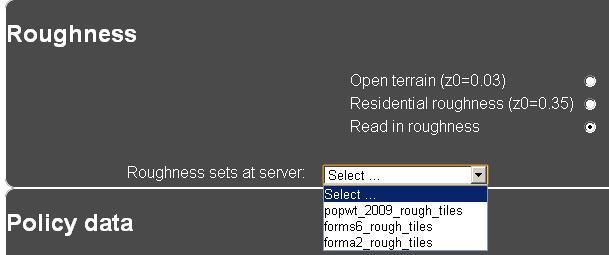 Roughness
Open terrain (z0=0.03)
Residential roughness (z0=0.35)
Read in roughness
Roughness sets at server: Select ...
Select ...
popwt_2009_rough_tiles
forms6_rough_tiles
forma2_rough_tiles
Policy data